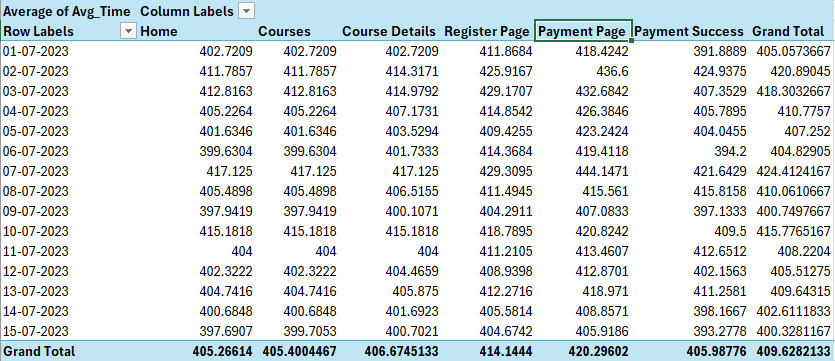 Average of Avg_Time Column Labels
Row Labels Home Courses Course Details Register Page Payment Page Payment Success Grand Total
01-07-2023 402.7209 402.7209 402.7209 411.8684 418.4242 391.8889 405.0573667
02-07-2023 411.7857 411.7857 414.3171 425.9167 436.6 424.9375 420.89045
03-07-2023 412.8163 412.8163 414.9792 429.1707 432.6842 407.3529 418.3032667
04-07-2023 405.2264 405.2264 407.1731 414.8542 426.3846 405.7895 410.7757
05-07-2023 401.6346 401.6346 403.5294 409.4255 423.2424 404.0455 407.252
06-07-2023 399.6304 399.6304 401.7333 414.3684 419.4118 394.2 404.82905
07-07-2023 417.125 417.125 417.125 429.3095 444.1471 421.6429 424.4124167
08-07-2023 405.4898 405.4898 406.5155 411.4945 415.561 415.8158 410.0610667
09-07-2023 397.9419 397.9419 400.1071 404.2911 407.0833 397.1333 400.7497667
10-07-2023 415.1818 415.1818 415.1818 418.7895 420.8242 409.5 415.7765167
11-07-2023 404 404 404 411.2105 413.4607 412.6512 408.2204
12-07-2023 402.3222 402.3222 404.4659 408.9398 412.8701 402.1563 405.51275
13-07-2023 404.7416 404.7416 405.875 412.2716 418.971 411.2581 409.64315
14-07-2023 400.6848 400.6848 401.6923 405.5814 408.8571 398.1667 402.6111833
15-07-2023 397.6907 399.7053 400.7021 404.6742 405.9186 393.2778 400.3281167
Grand Total 405.26614 405.4004467 406.6745133 414.1444 420.29602 405.98776 409.6282133